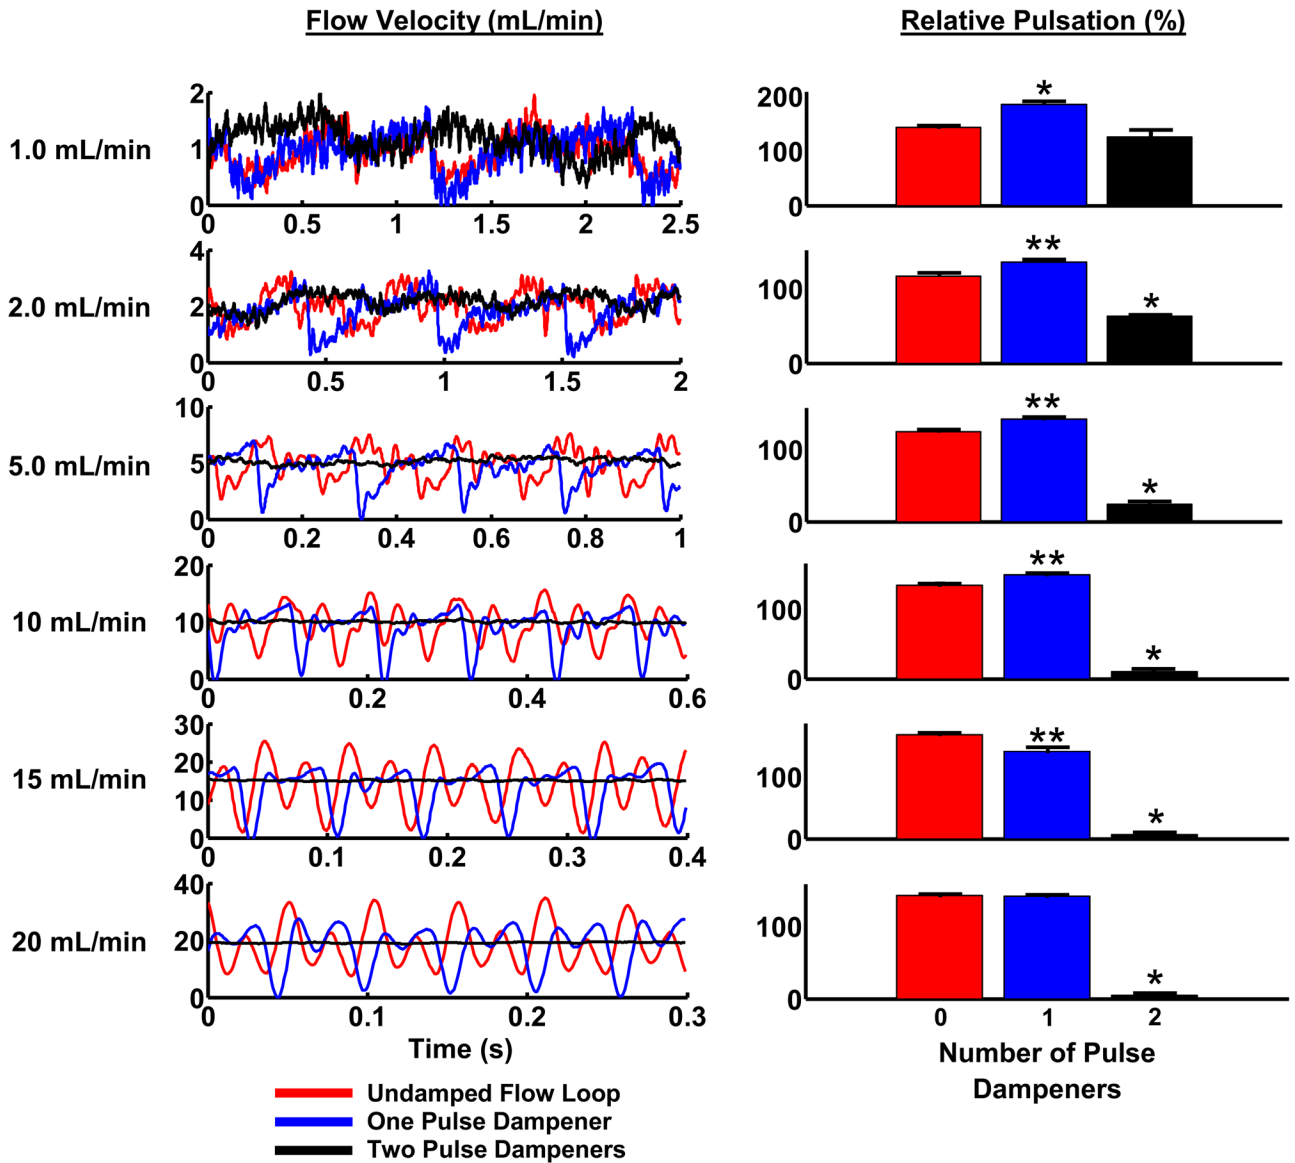 Flow Velocity (mL/min)
Relative Pulsation (%)
1.0 mL/min
2
1
0
0 0.5 1 1.5 2 2.5
200
100
0
*
2.0 mL/min
4
2
0
0 0.5 1 1.5 2
100
0
**
*
5.0 mL/min
10
5
0
0 0.2 0.4 0.6 0.8 1
100
0
**
*
10 mL/min
20
10
0
0 0.2 0.4 0.6
100
0
**
*
15 mL/min
30
20
10
0
0 0.1 0.2 0.3 0.4
100
0
**
*
20 mL/min
40
20
0
0 0.1 0.2 0.3
100
0
*
0 1 2
Time (s)
Number of Pulse
Dampeners
Undamped Flow Loop
One Pulse Dampener
Two Pulse Dampeners